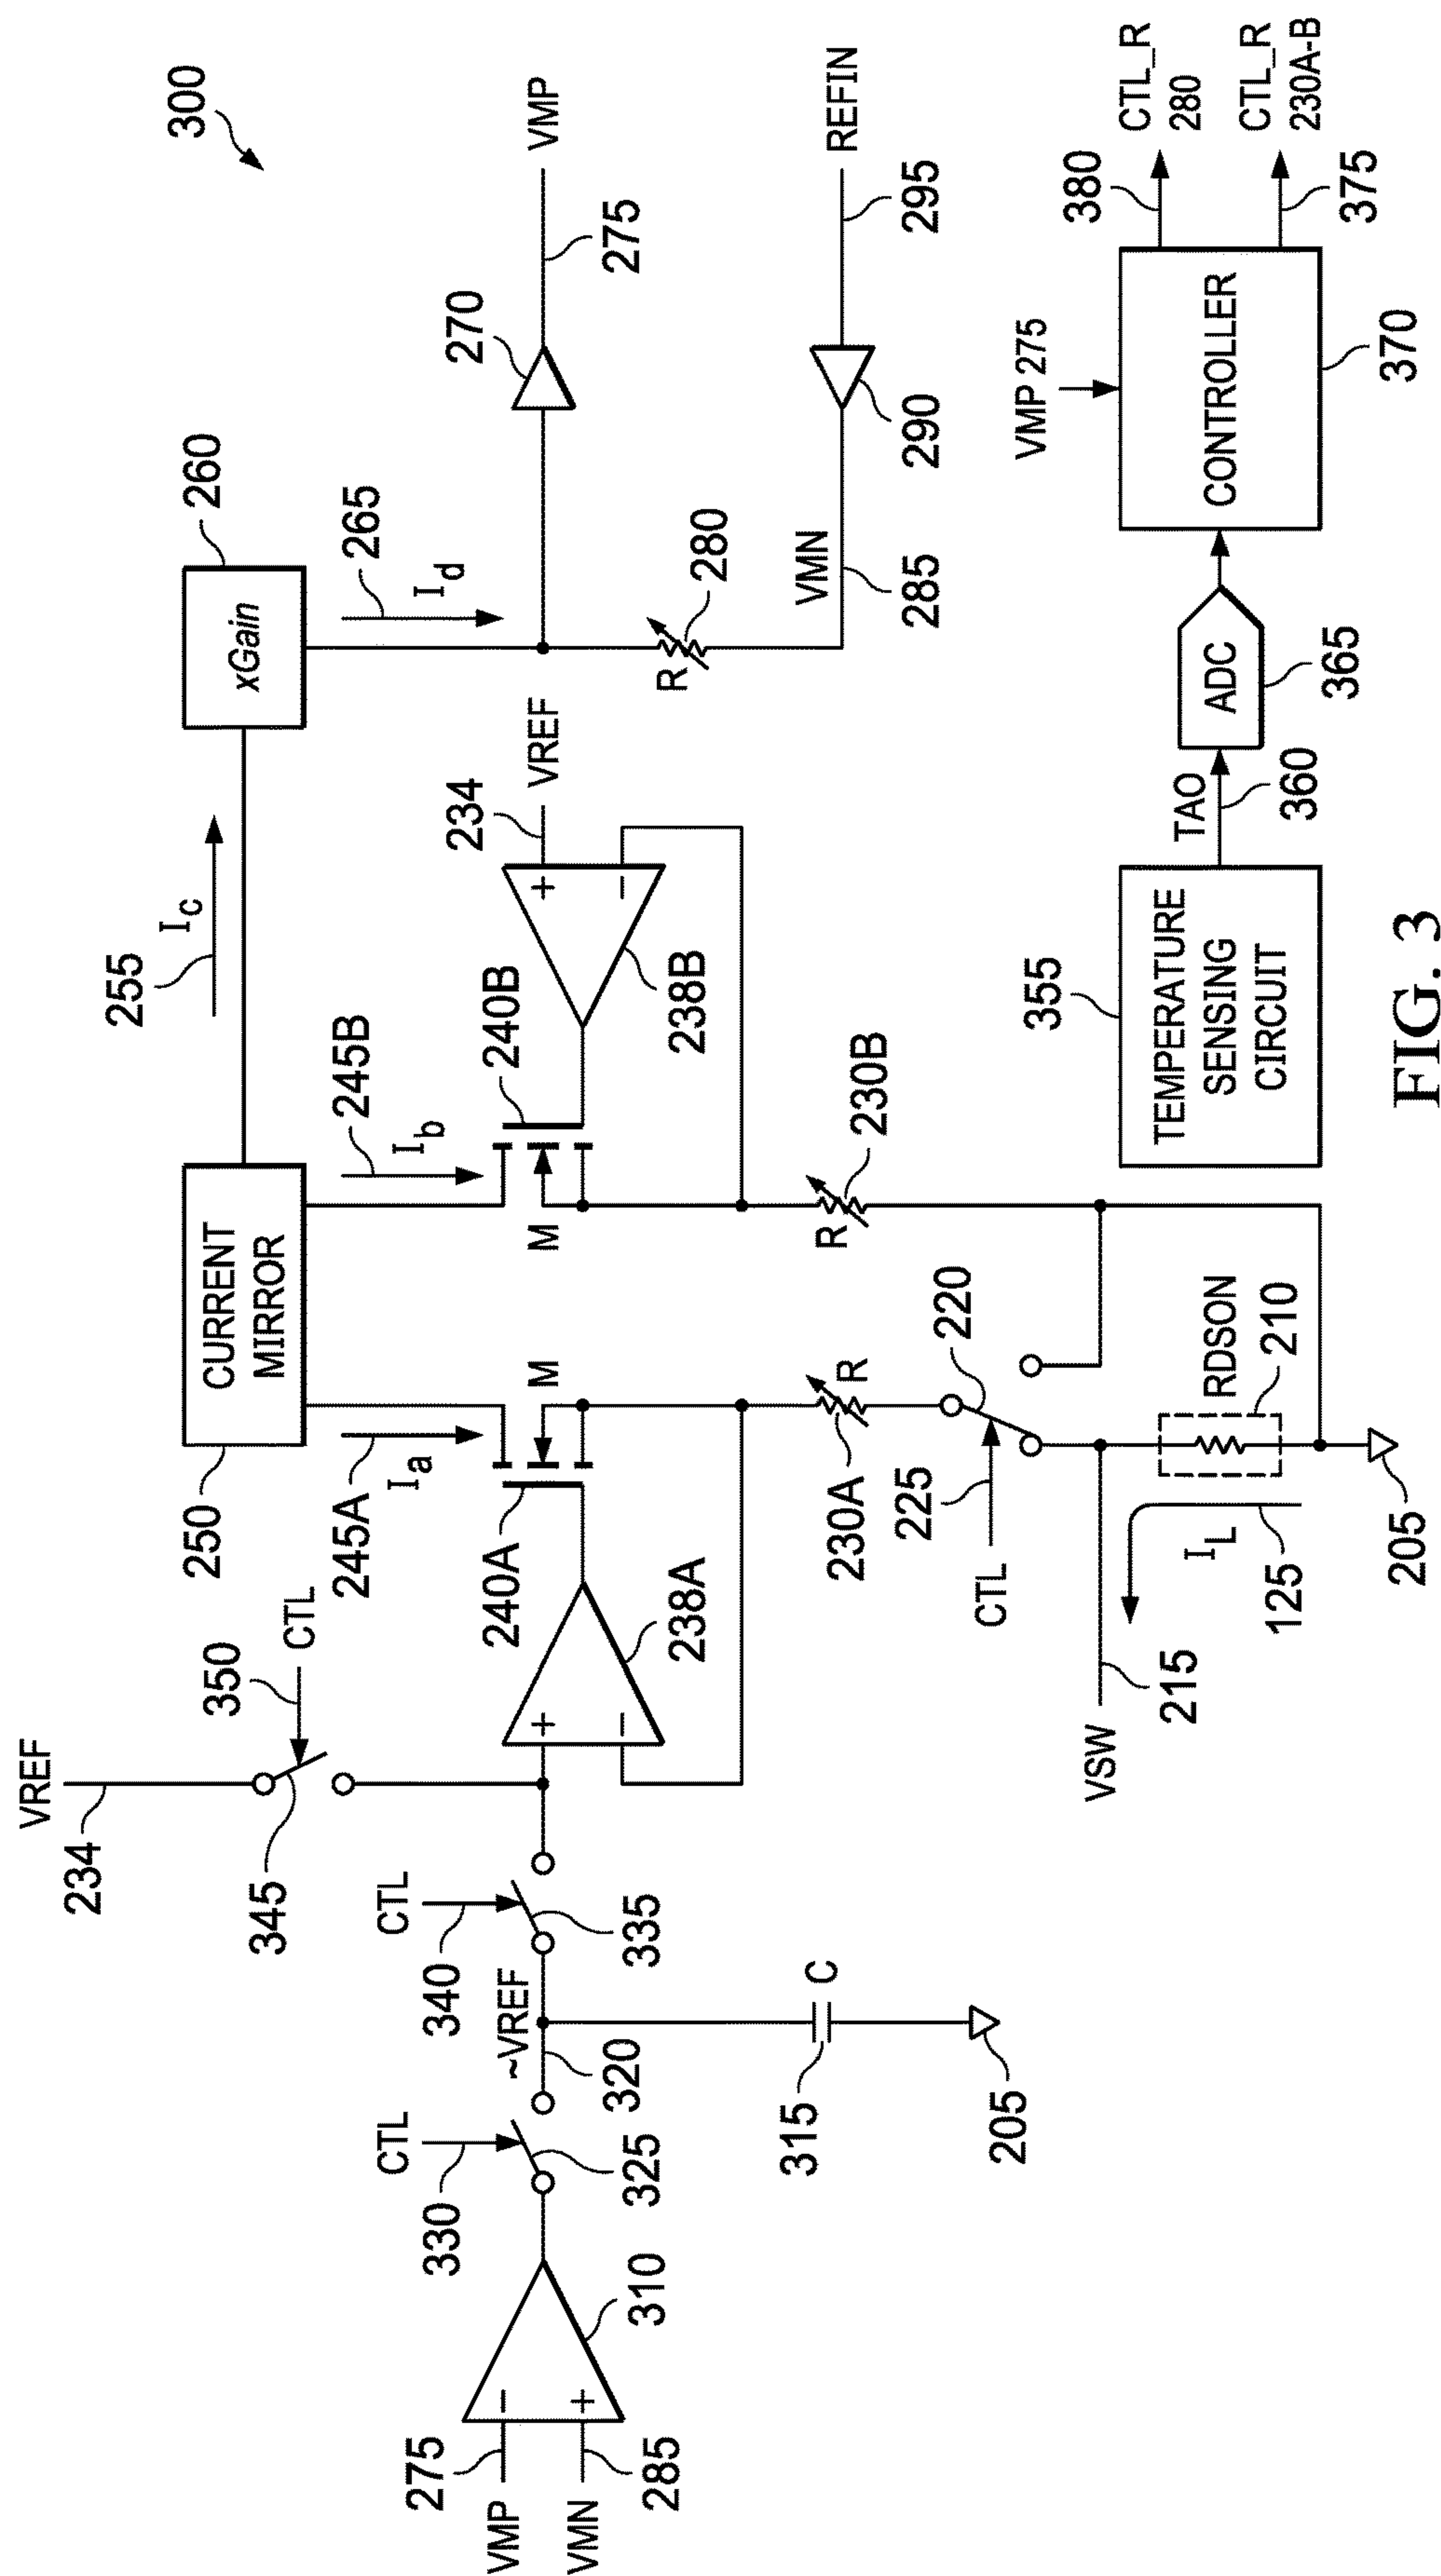 300
VREF
234
345
350
CTL
CTL
340
335
~VREF
320
CTL
330
325
310
275
VMP
285
VMN
-
+
315
C
205
250
CURRENT
MIRROR
245A
Ia
245B
Ib
255
Ic
260
xGain
265
Id
270
275
VMP
240A
M
238A
+
-
240B
M
238B
+
-
234
VREF
R
280
VMN
285
290
295
REFIN
230A
R
R
230B
220
225
CTL
RDSON
210
VSW
215
IL
125
205
355
TEMPERATURE
SENSING
CIRCUIT
TAO
360
ADC
365
VMP 275
CONTROLLER
370
380
CTL_R
280
CTL_R
230A-B
375
FIG. 3